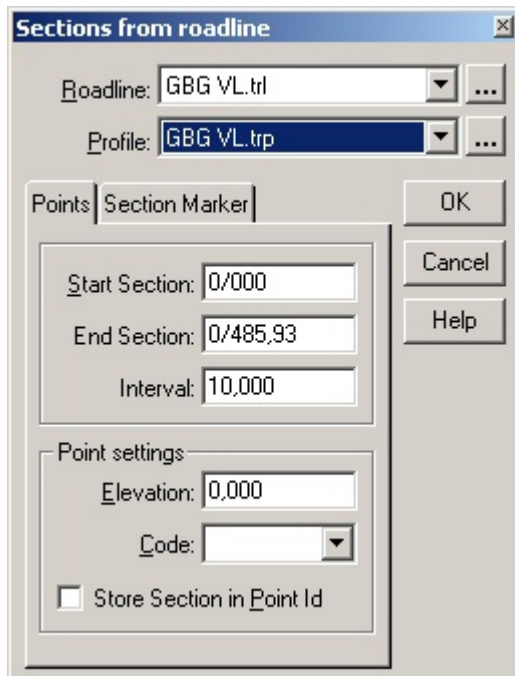 Sections from roadline
Roadline: GBG VL.trl ...
Profile: GBG VL.trp ...
Points Section Marker
OK
Cancel
Help
Start Section: 0/000
End Section: 0/485,93
Interval: 10,000
Point settings
Elevation: 0,000
Code:
Store Section in Point Id